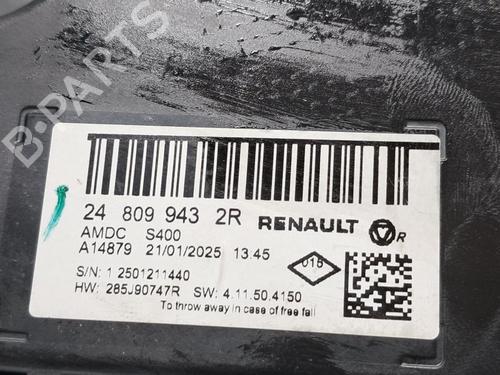 B-PARTS
24 809 943 2R RENAULT R
AMDC S400
A14879 21/01/2025 13:45
018
S/N: 1 2501211440
HW: 285J90747R SW: 4.11.50.4150
To throw away in case of free fall